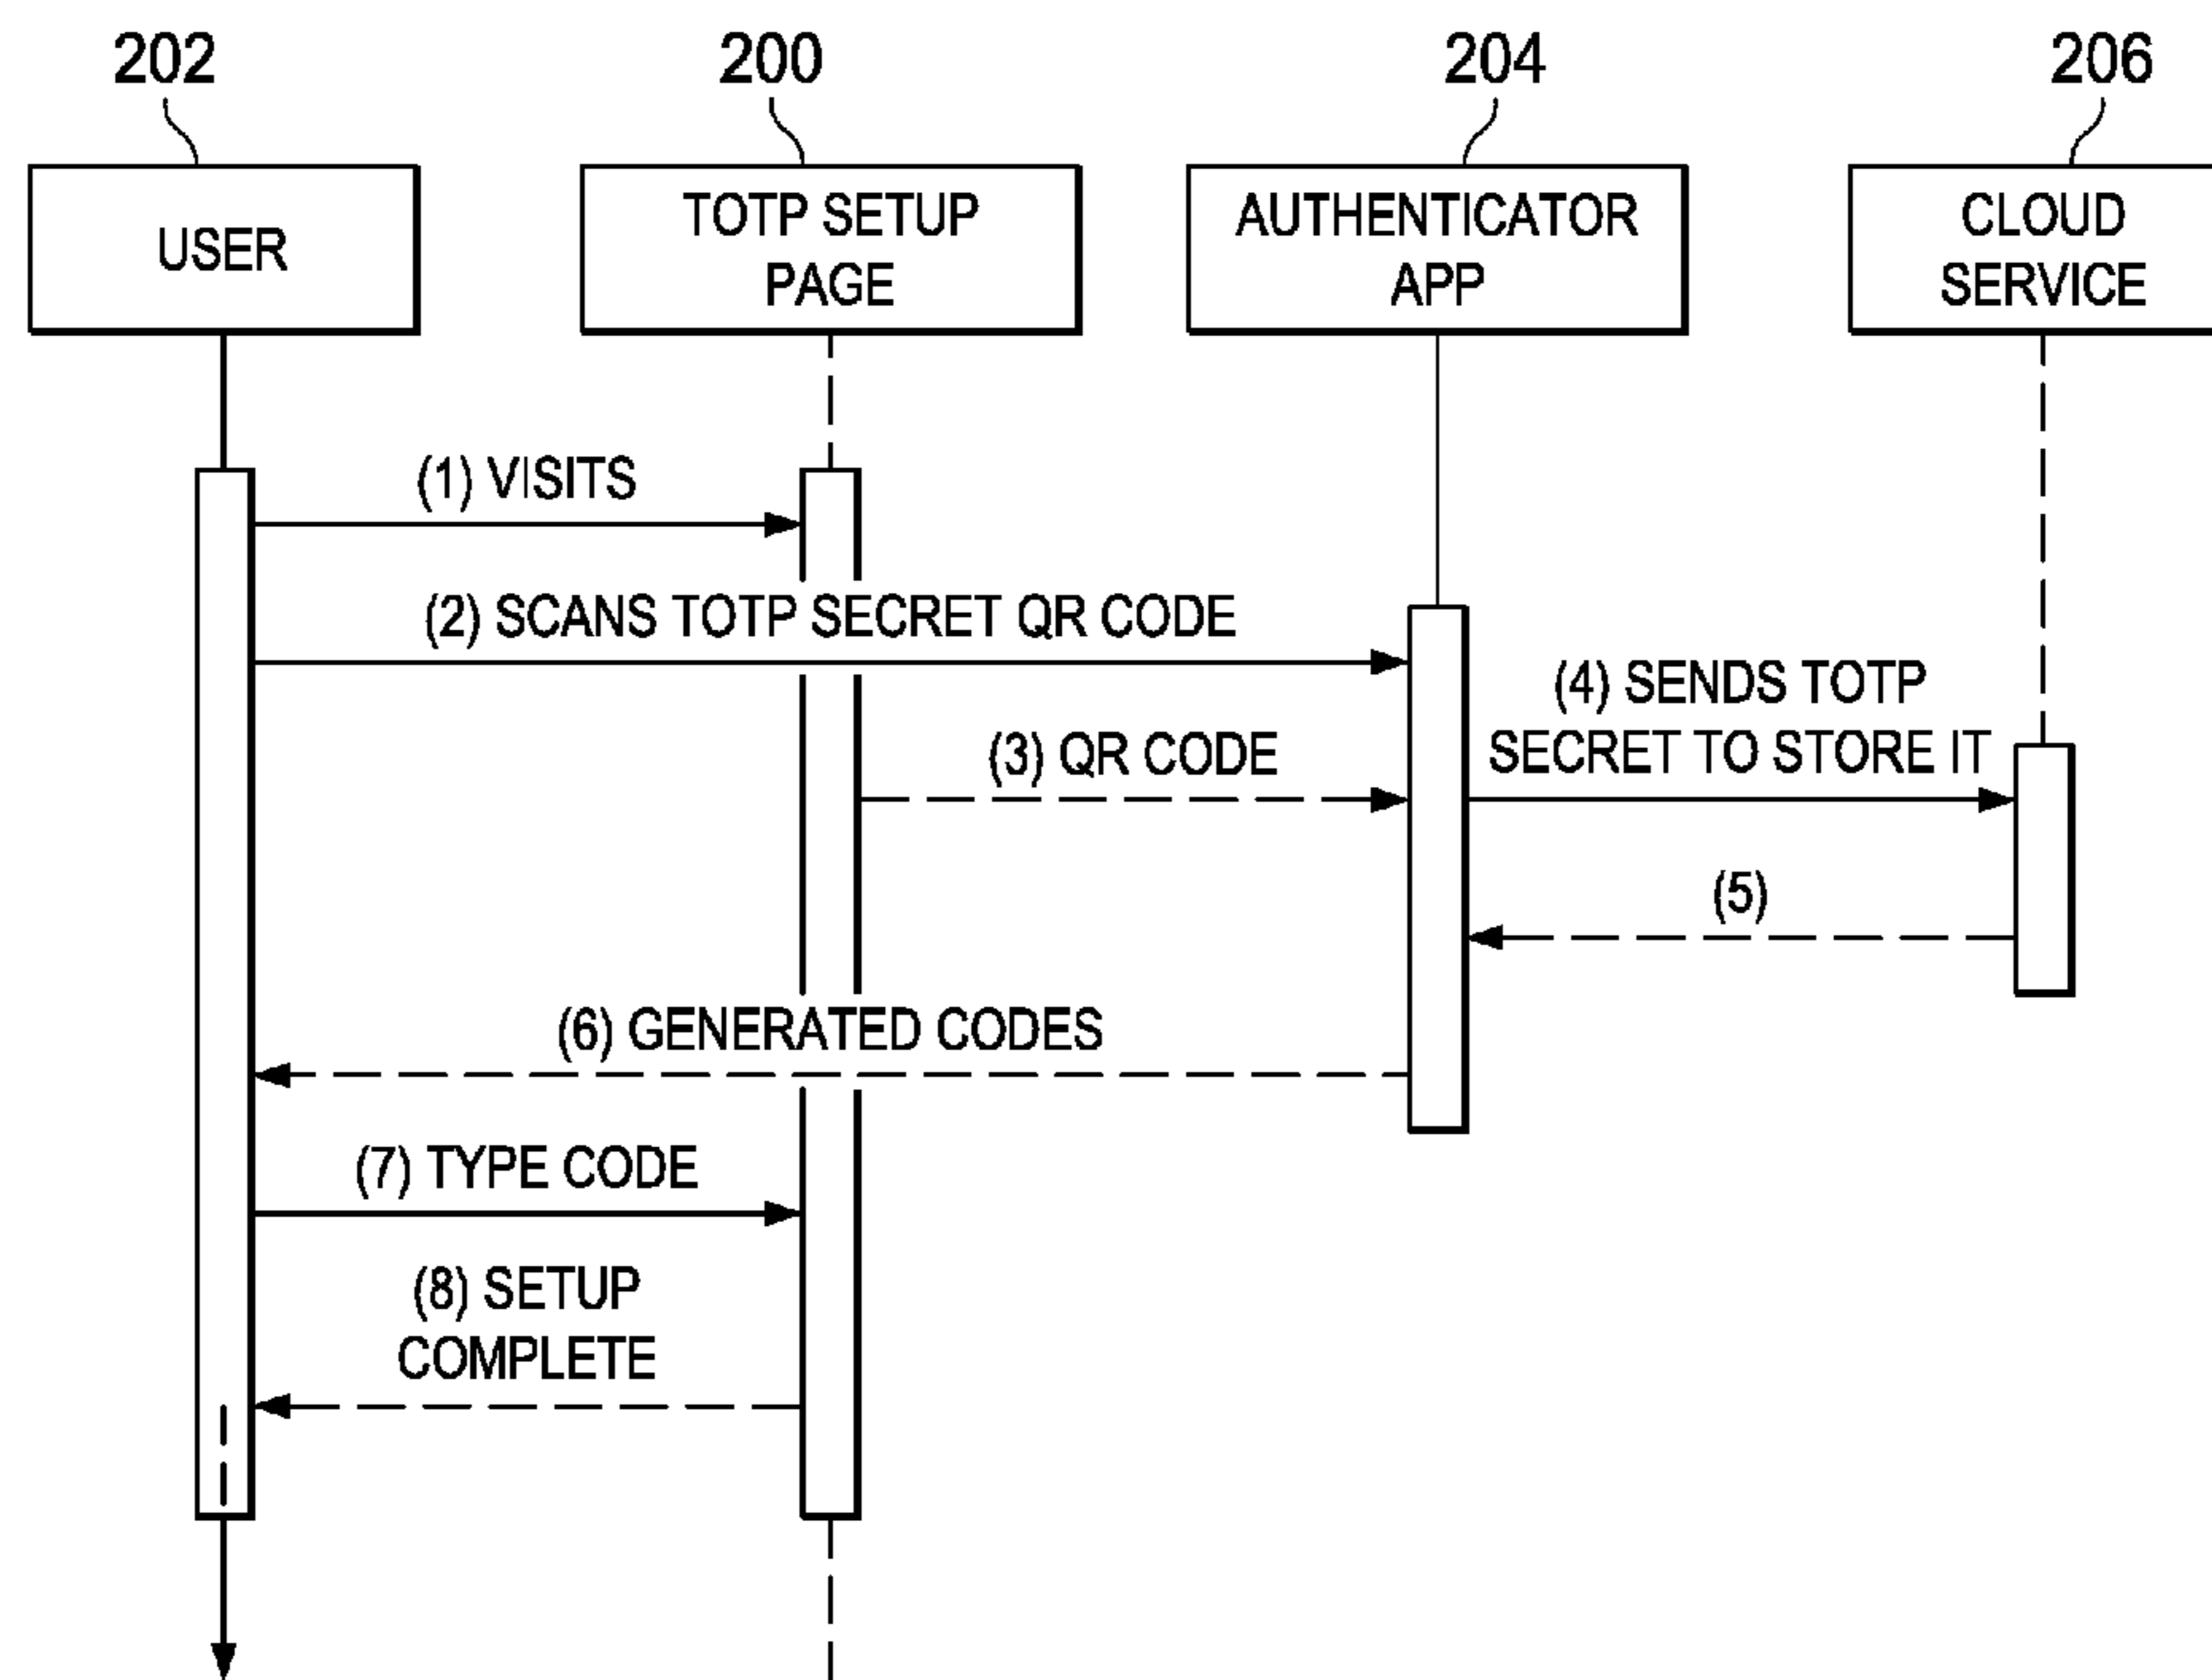 202
200
204
206
USER
TOTP SETUP
PAGE
AUTHENTICATOR
APP
CLOUD
SERVICE
(1) VISITS
(2) SCANS TOTP SECRET QR CODE
(3) QR CODE
(4) SENDS TOTP
SECRET TO STORE IT
(5)
(6) GENERATED CODES
(7) TYPE CODE
(8) SETUP
COMPLETE